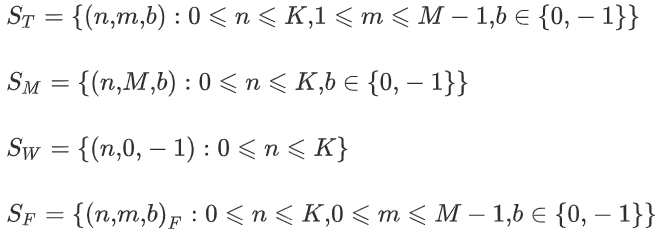 S_T = {(n,m,b) : 0 ⩽ n ⩽ K,1 ⩽ m ⩽ M − 1,b ∈ {0, − 1}}
S_M = {(n,M,b) : 0 ⩽ n ⩽ K,b ∈ {0, − 1}}
S_W = {(n,0, − 1) : 0 ⩽ n ⩽ K}
S_F = {(n,m,b)_F : 0 ⩽ n ⩽ K,0 ⩽ m ⩽ M − 1,b ∈ {0, − 1}}